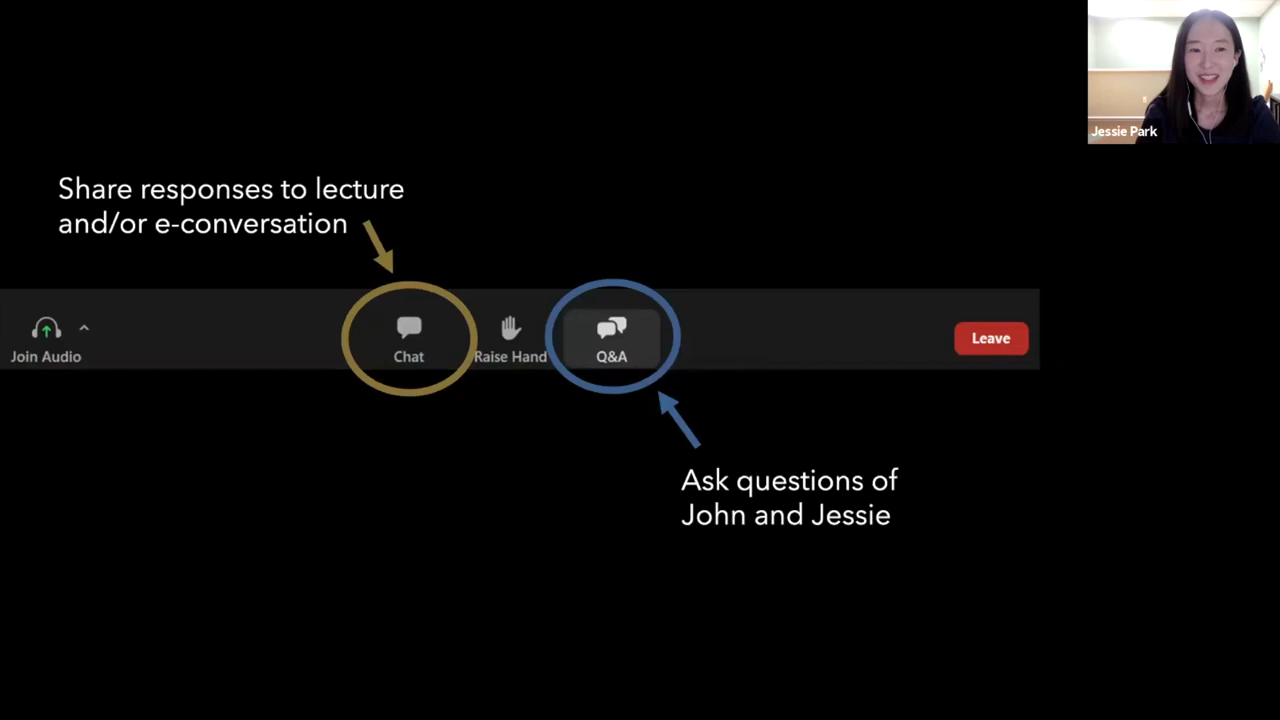 Jessie Park
Share responses to lecture
and/or e-conversation
Join Audio
Chat
Raise Hand
Q&A
Leave
Ask questions of
John and Jessie